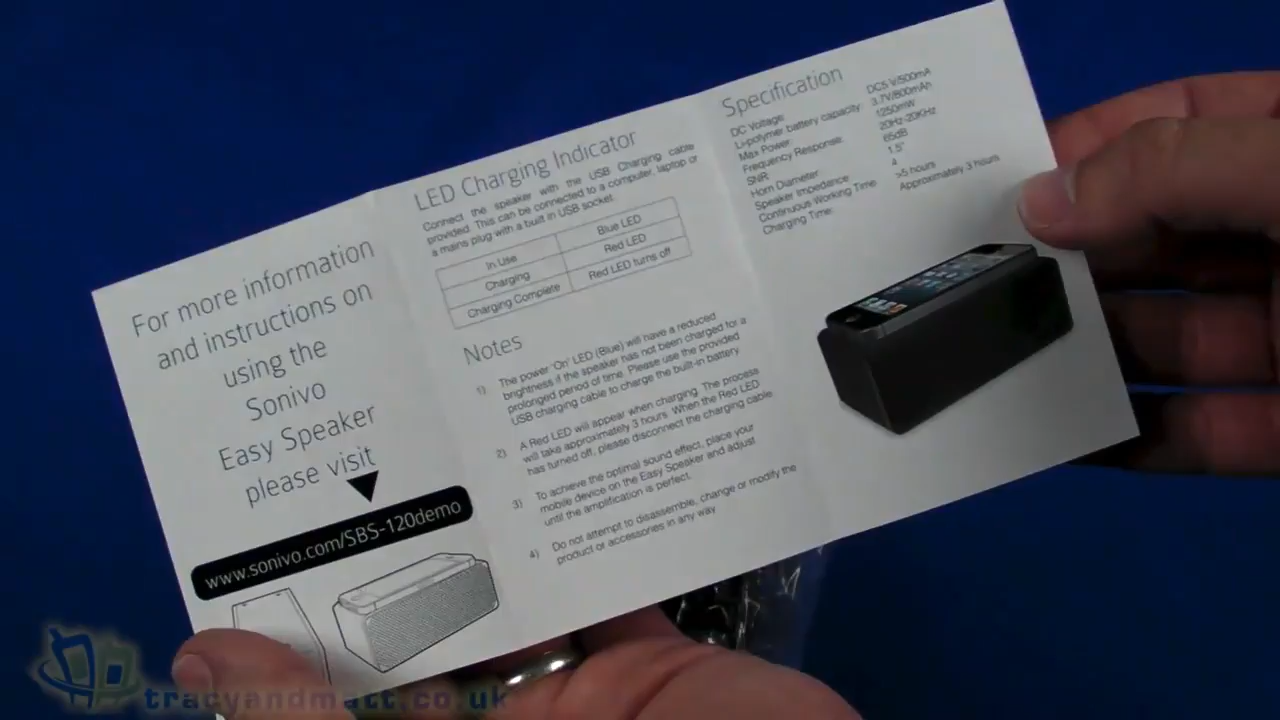 For more information
and instructions on
using the
Sonivo
Easy Speaker
please visit
www.sonivo.com/SBS-120demo
LED Charging Indicator
Connect the speaker with the USB Charging cable
provided. This can be connected to a computer, laptop or
a mains plug with a built in USB socket.
In Use Blue LED
Charging Red LED
Charging Complete Red LED turns off
Notes
1) The power 'On' LED (Blue) will have a reduced
brightness if the speaker has not been charged for a
prolonged period of time. Please use the provided
USB charging cable to charge the built-in battery
2) A Red LED will appear when charging. The process
will take approximately 3 hours. When the Red LED
has turned off, please disconnect the charging cable
3) To achieve the optimal sound effect, place your
mobile device on the Easy Speaker and adjust
until the amplification is perfect.
4) Do not attempt to disassemble, change or modify the
product or accessories in any way
Specification
DC Voltage: DC5 V/500mA
Li-polymer battery capacity: 3.7V/800mAh
Max Power: 1250mW
Frequency Response: 20Hz-20KHz
SNR 65dB
Horn Diameter: 1.5"
Speaker Impedance 4
Continuous Working Time: >5 hours
Charging Time: Approximately 3 hours
tracyandmatt.co.uk